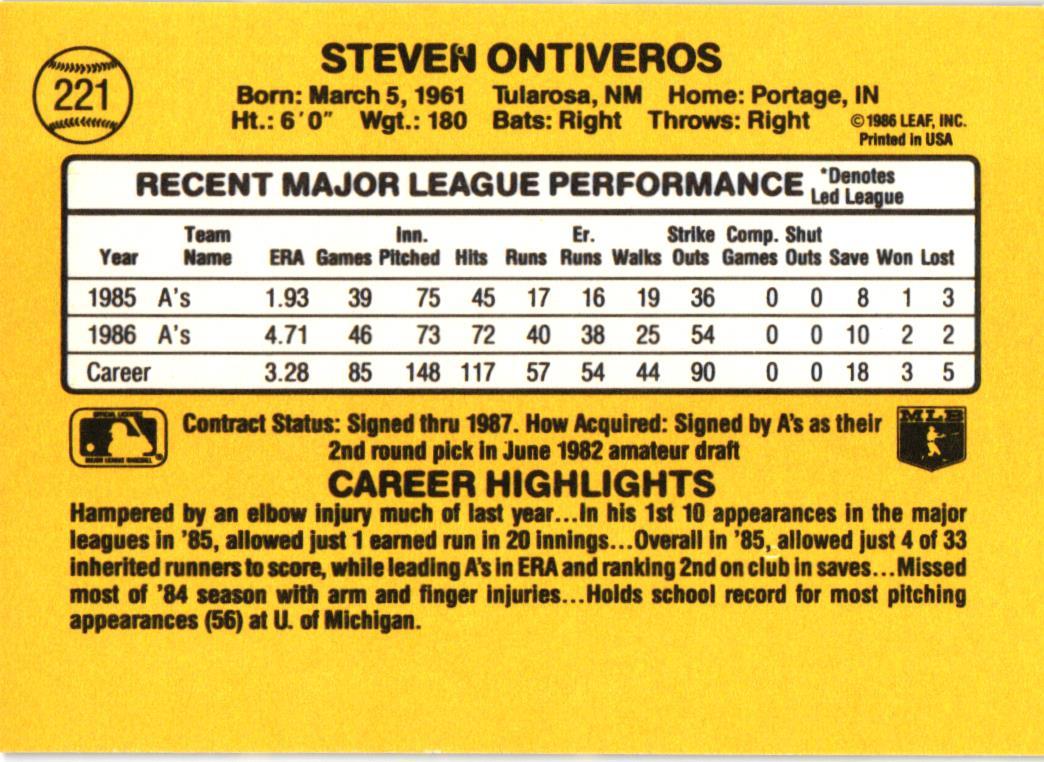 221
STEVEN ONTIVEROS
Born: March 5, 1961 Tularosa, NM Home: Portage, IN
Ht.: 6′0″ Wgt.: 180 Bats: Right Throws: Right
©1986 LEAF, INC.
Printed in USA
RECENT MAJOR LEAGUE PERFORMANCE *Denotes
Led League
Team Inn. Er. Strike Comp. Shut
Year Name ERA Games Pitched Hits Runs Runs Walks Outs Games Outs Save Won Lost
1985 A's 1.93 39 75 45 17 16 19 36 0 0 8 1 3
1986 A's 4.71 46 73 72 40 38 25 54 0 0 10 2 2
Career 3.28 85 148 117 57 54 44 90 0 0 18 3 5
OFFICIAL LICENSEE
MAJOR LEAGUE BASEBALL
®
Contract Status: Signed thru 1987. How Acquired: Signed by A's as their
2nd round pick in June 1982 amateur draft
MLB
CAREER HIGHLIGHTS
Hampered by an elbow injury much of last year...In his 1st 10 appearances in the major
leagues in '85, allowed just 1 earned run in 20 innings...Overall in '85, allowed just 4 of 33
inherited runners to score, while leading A's in ERA and ranking 2nd on club in saves...Missed
most of '84 season with arm and finger injuries...Holds school record for most pitching
appearances (56) at U. of Michigan.